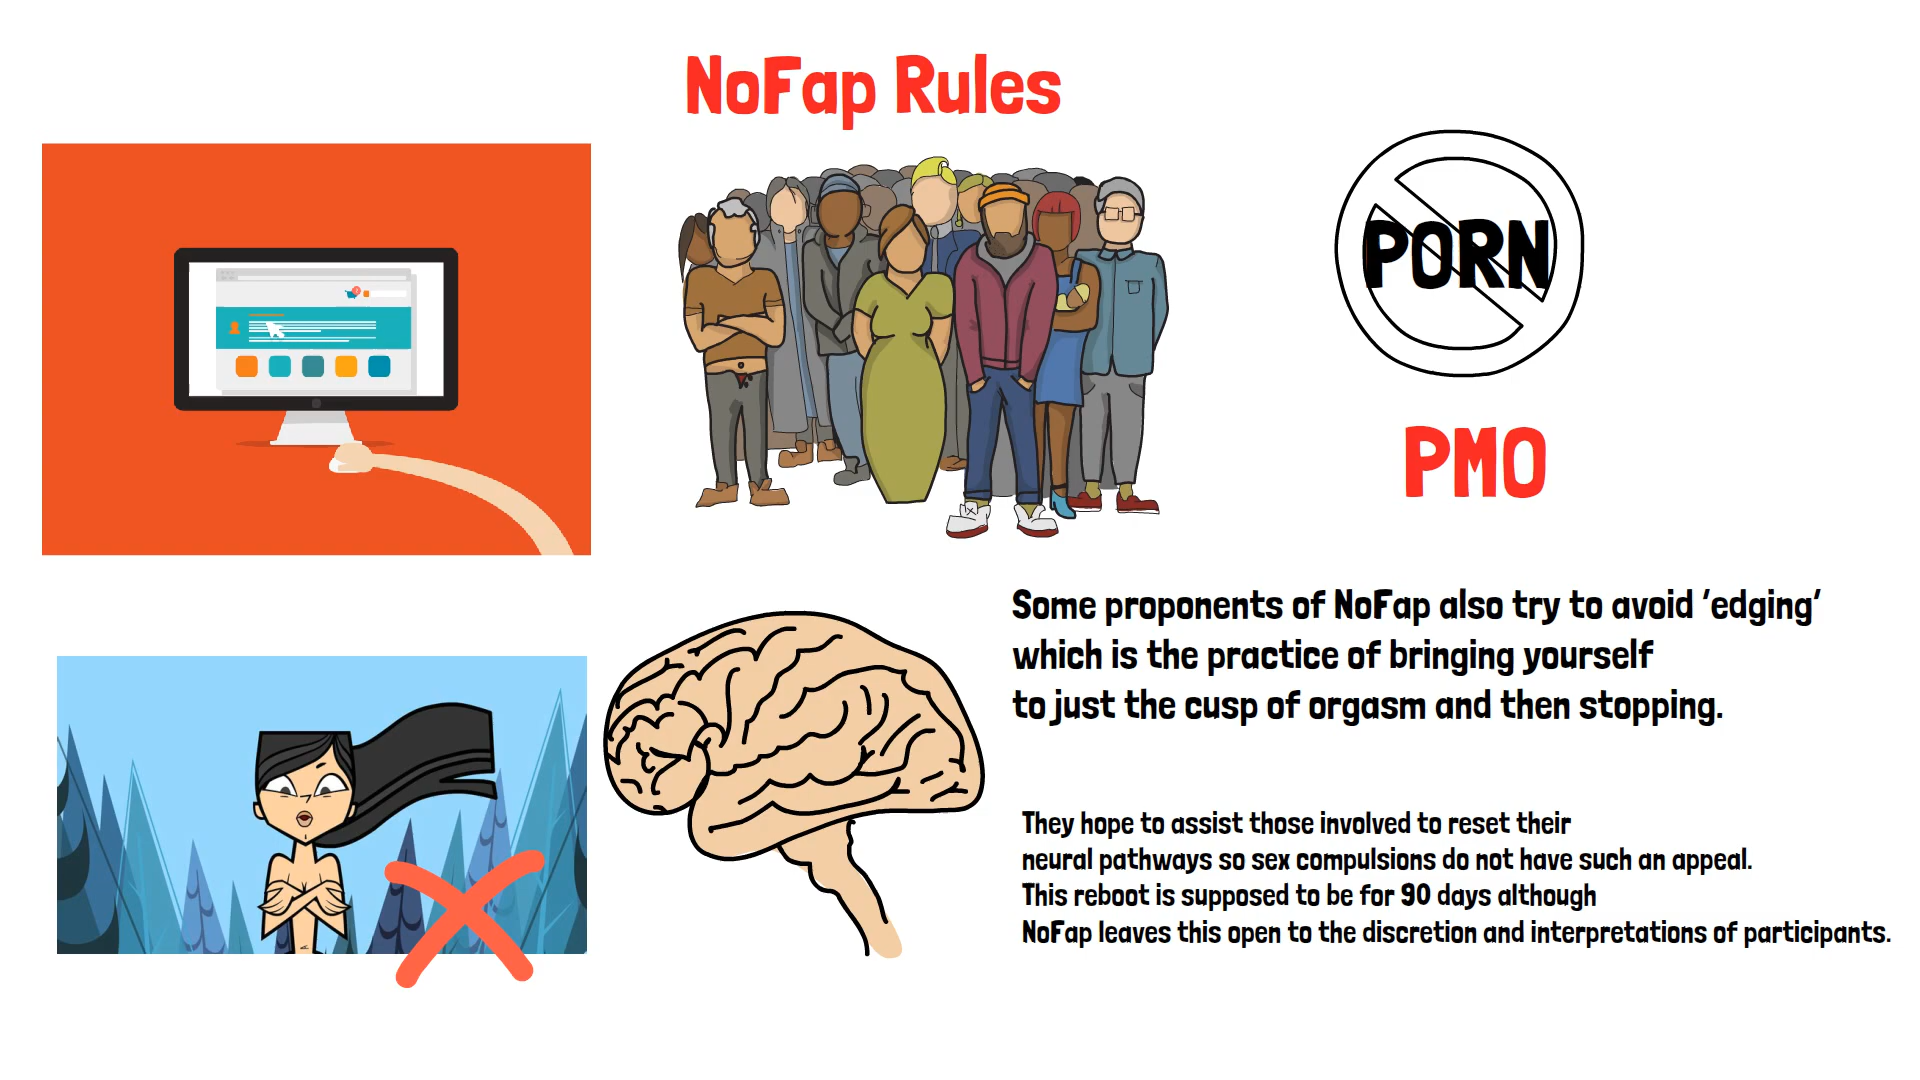 NoFap Rules
PORN
PMO
Some proponents of NoFap also try to avoid 'edging'
which is the practice of bringing yourself
to just the cusp of orgasm and then stopping.
They hope to assist those involved to reset their
neural pathways so sex compulsions do not have such an appeal.
This reboot is supposed to be for 90 days although
NoFap leaves this open to the discretion and interpretations of participants.